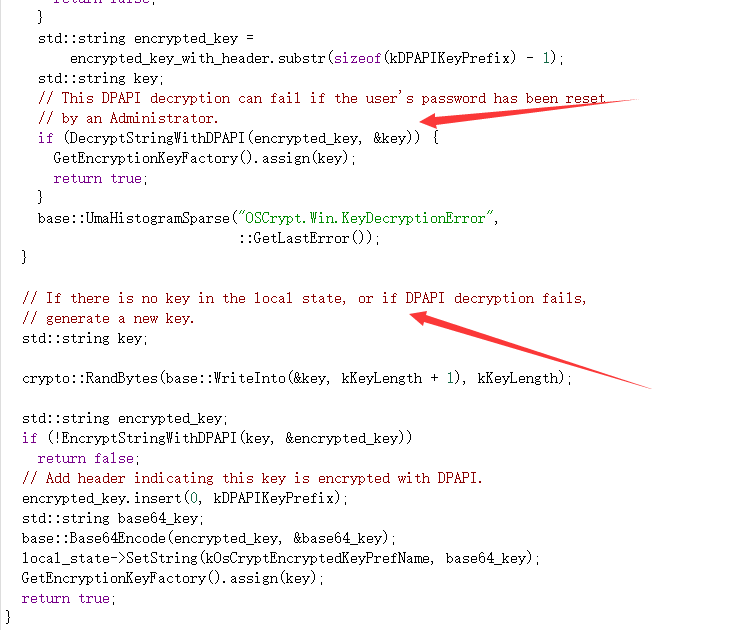 return false;
}
std::string encrypted_key =
encrypted_key_with_header.substr(sizeof(kDPAPIKeyPrefix) - 1);
std::string key;
// This DPAPI decryption can fail if the user's password has been reset
// by an Administrator.
if (DecryptStringWithDPAPI(encrypted_key, &key)) {
GetEncryptionKeyFactory().assign(key);
return true;
}
base::UmaHistogramSparse("OSCrypt.Win.KeyDecryptionError",
::GetLastError());
}
// If there is no key in the local state, or if DPAPI decryption fails,
// generate a new key.
std::string key;
crypto::RandBytes(base::WriteInto(&key, kKeyLength + 1), kKeyLength);
std::string encrypted_key;
if (!EncryptStringWithDPAPI(key, &encrypted_key))
return false;
// Add header indicating this key is encrypted with DPAPI.
encrypted_key.insert(0, kDPAPIKeyPrefix);
std::string base64_key;
base::Base64Encode(encrypted_key, &base64_key);
local_state->SetString(kOsCryptEncryptedKeyPrefName, base64_key);
GetEncryptionKeyFactory().assign(key);
return true;
}